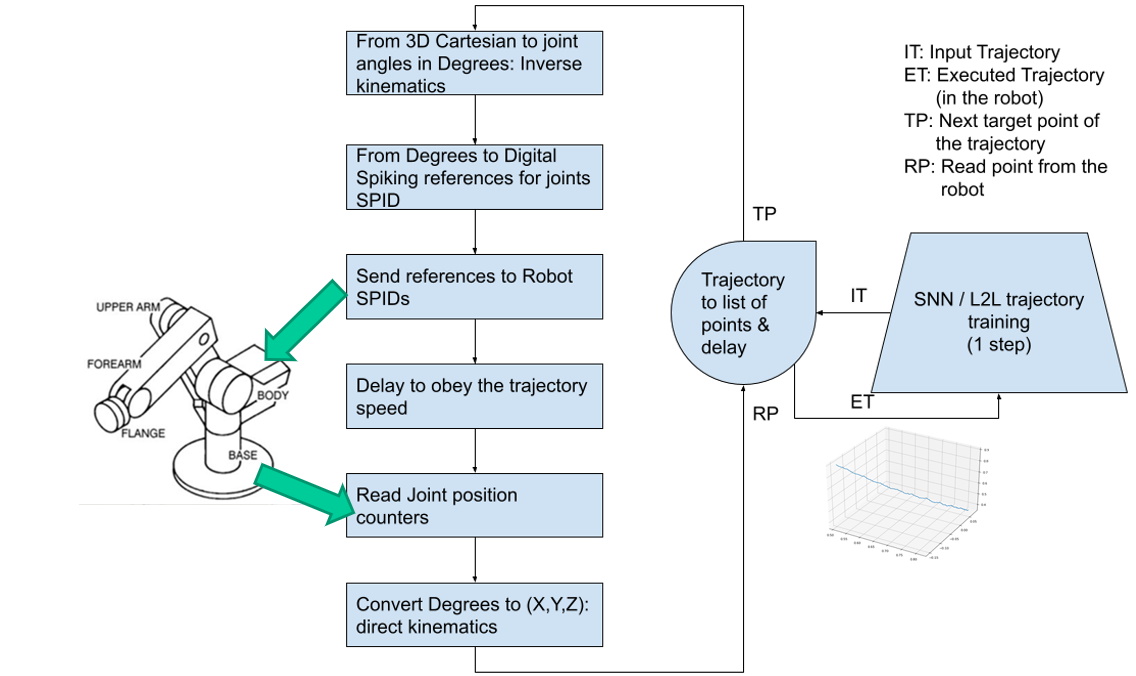 From 3D Cartesian to joint
angles in Degrees: Inverse
kinematics
From Degrees to Digital
Spiking references for joints
SPID
Send references to Robot
SPIDs
Delay to obey the trajectory
speed
Read Joint position
counters
Convert Degrees to (X,Y,Z):
direct kinematics
UPPER ARM
FOREARM
BODY
FLANGE
BASE
TP
Trajectory
to list of
points &
delay
RP
IT
ET
SNN / L2L trajectory
training
(1 step)
IT: Input Trajectory
ET: Executed Trajectory
(in the robot)
TP: Next target point of
the trajectory
RP: Read point from the
robot